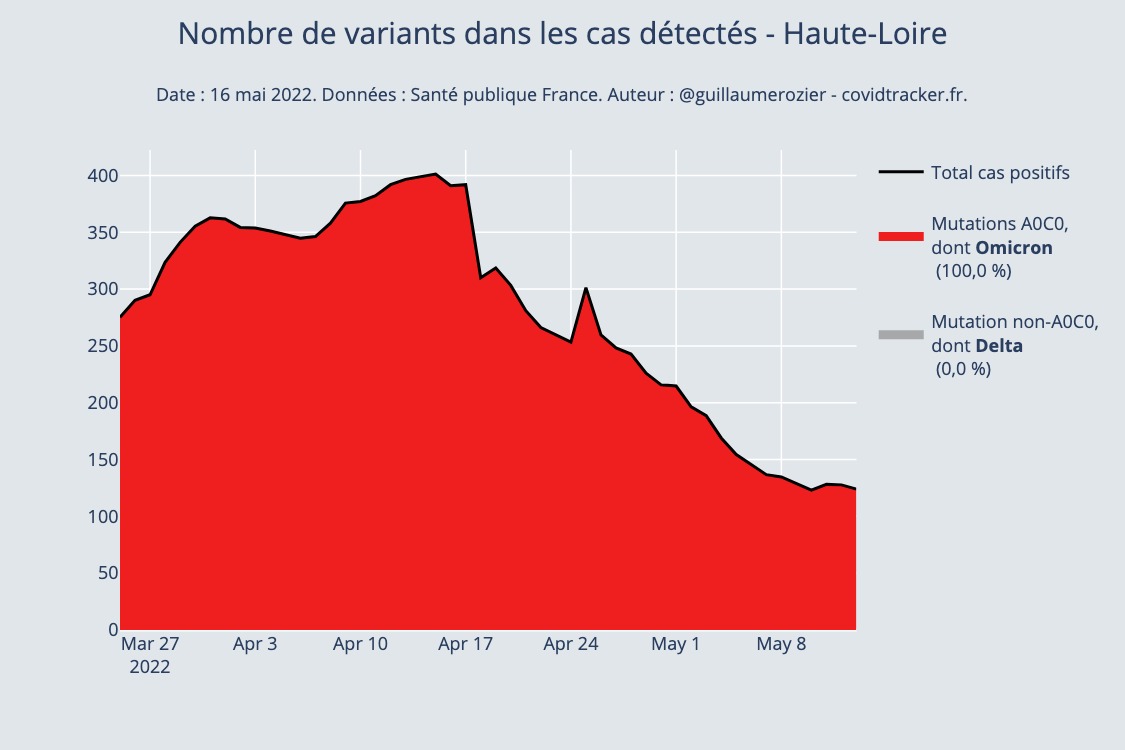 Nombre de variants dans les cas détectés - Haute-Loire
Date : 16 mai 2022. Données : Santé publique France. Auteur : @guillaumerozier - covidtracker.fr.
400
350
300
250
200
150
100
50
0
Mar 27
2022
Apr 3
Apr 10
Apr 17
Apr 24
May 1
May 8
Total cas positifs
Mutations A0C0,
dont Omicron
(100,0 %)
Mutation non-A0C0,
dont Delta
(0,0 %)